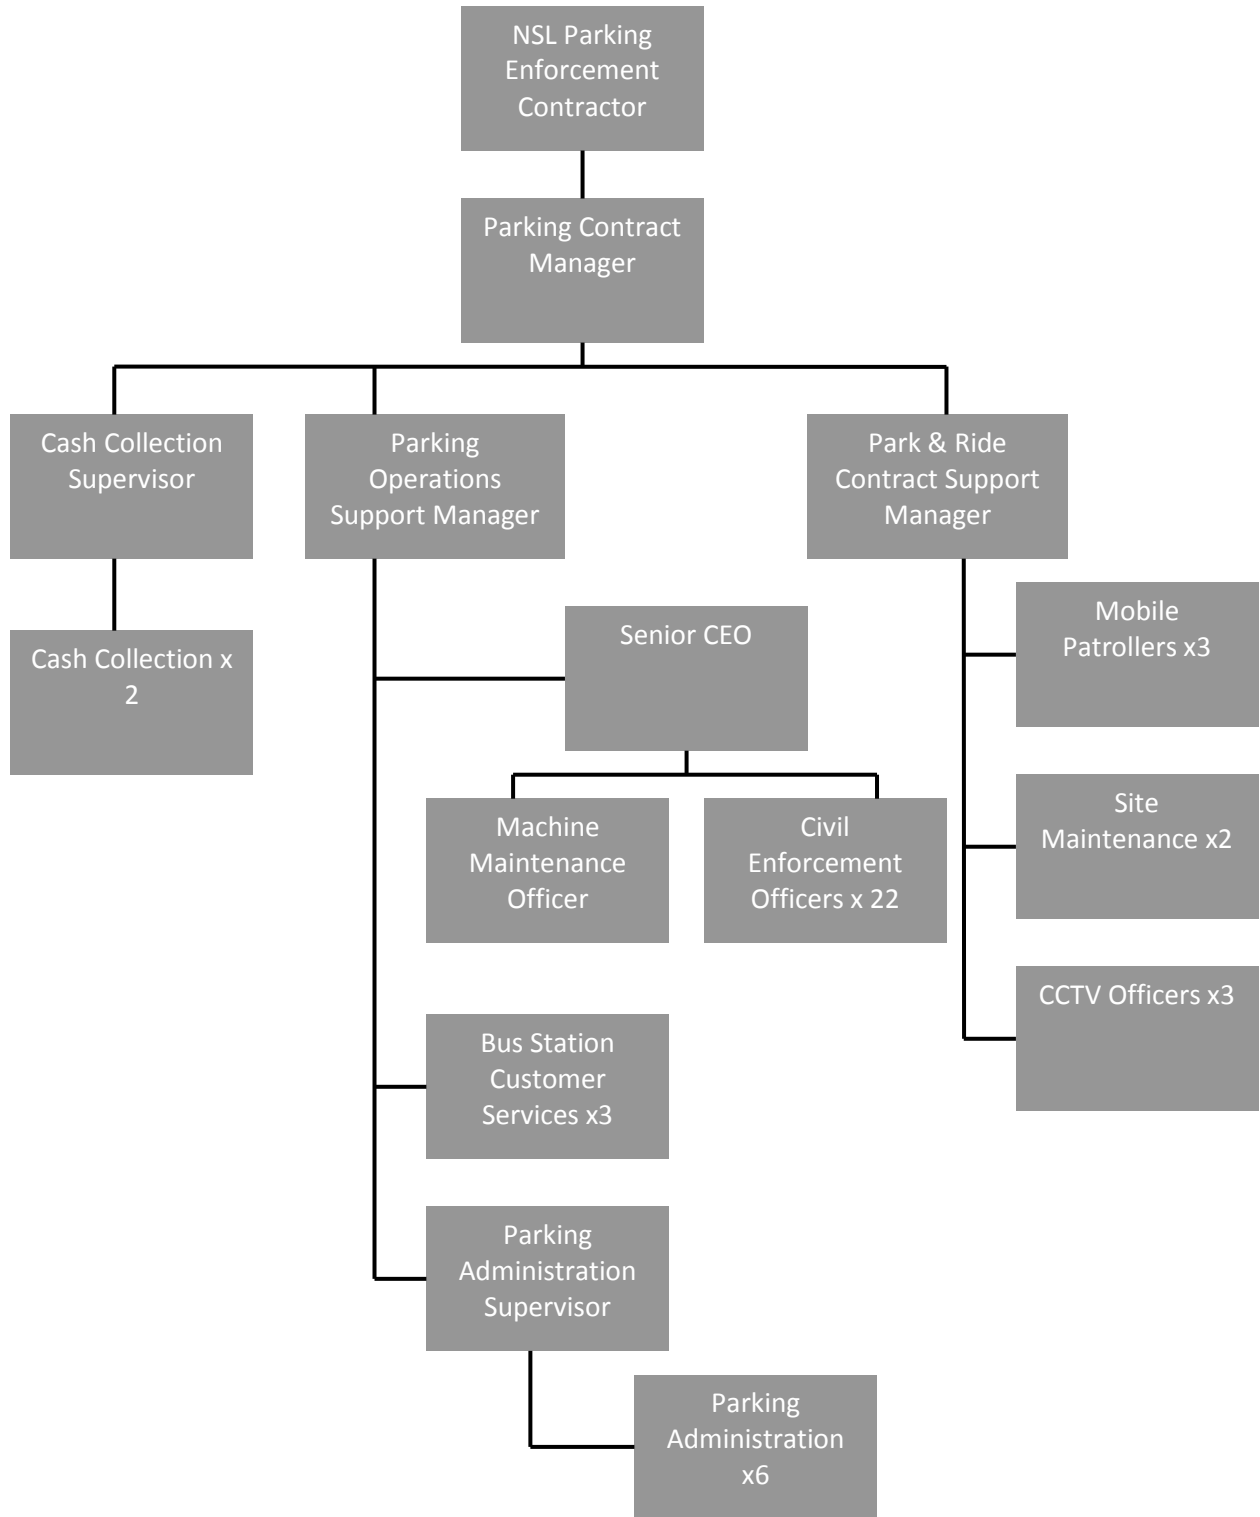 NSL Parking
Enforcement
Contractor
Parking Contract
Manager
Cash Collection
Supervisor
Parking
Operations
Support Manager
Park & Ride
Contract Support
Manager
Cash Collection x
2
Senior CEO
Mobile
Patrollers x3
Machine
Maintenance
Officer
Civil
Enforcement
Officers x 22
Site
Maintenance x2
CCTV Officers x3
Bus Station
Customer
Services x3
Parking
Administration
Supervisor
Parking
Administration
x6